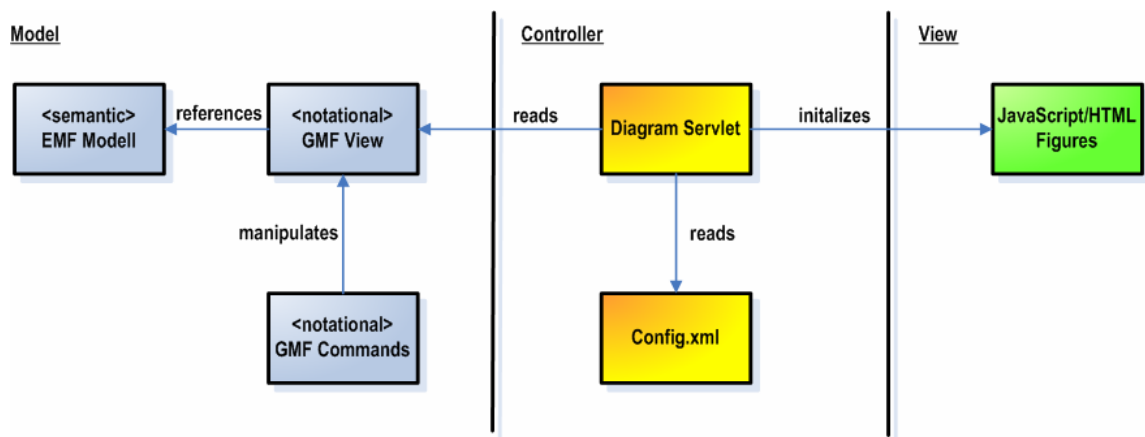 Model
Controller
View
<semantic>
EMF Modell
references
<notational>
GMF View
reads
Diagram Servlet
initalizes
JavaScript/HTML
Figures
manipulates
reads
<notational>
GMF Commands
Config.xml